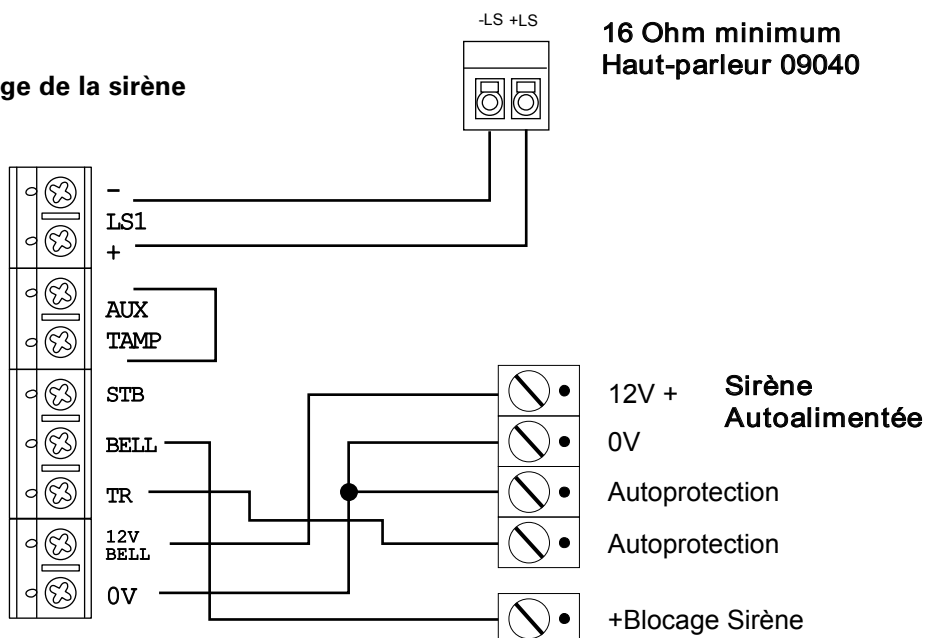 -LS +LS
16 Ohm minimum
Haut-parleur 09040
ge de la sirène
-
LS1
+
AUX
TAMP
STB
BELL
TR
12V
BELL
0V
12V +
0V
Autoprotection
Autoprotection
+Blocage Sirène
Sirène
Autoalimentée